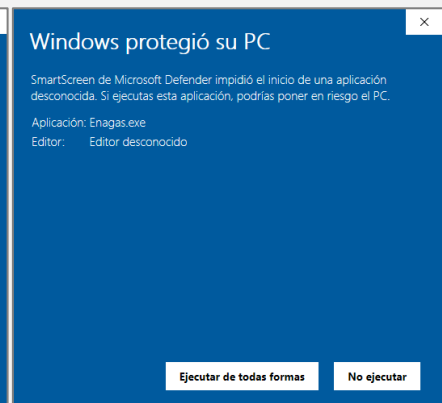 Windows protegió su PC
SmartScreen de Microsoft Defender impidió el inicio de una aplicación
desconocida. Si ejecutas esta aplicación, podrías poner en riesgo el PC.
Aplicación: Enagas.exe
Editor: Editor desconocido
Ejecutar de todas formas
No ejecutar